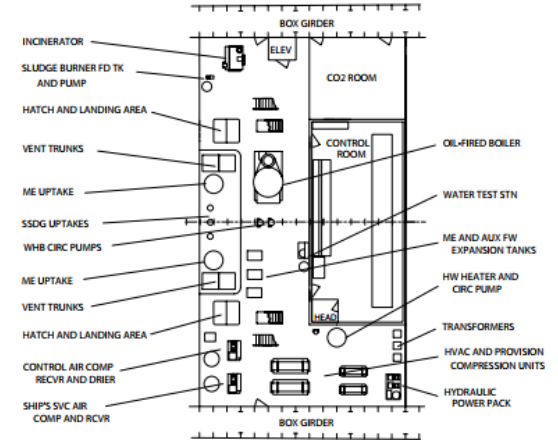 BOX GIRDER
INCINERATOR
SLUDGE BURNER FD TK
AND PUMP
HATCH AND LANDING AREA
VENT TRUNKS
ME UPTAKE
SSDG UPTAKES
WHB CIRC PUMPS
ME UPTAKE
VENT TRUNKS
HATCH AND LANDING AREA
CONTROL AIR COMP
RECVR AND DRIER
SHIP'S SVC AIR
COMP AND RCVR
ELEV
CO2 ROOM
CONTROL
ROOM
HEAD
OIL-FIRED BOILER
WATER TEST STN
ME AND AUX FW
EXPANSION TANKS
HW HEATER AND
CIRC PUMP
TRANSFORMERS
HVAC AND PROVISION
COMPRESSION UNITS
HYDRAULIC
POWER PACK
BOX GIRDER